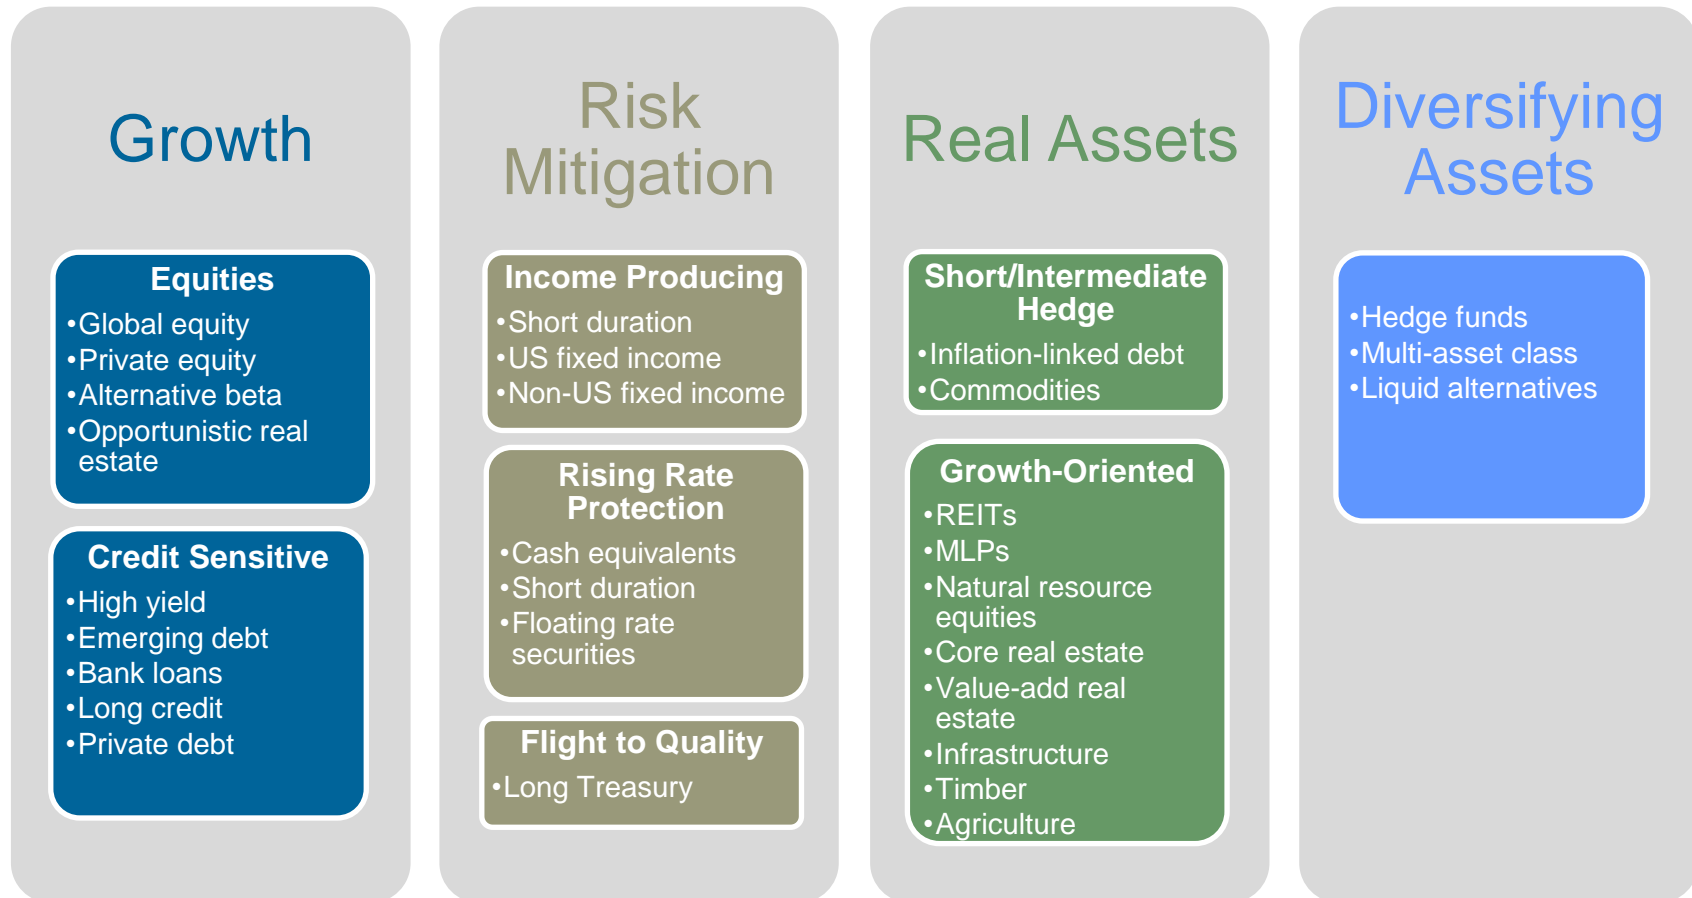 Growth
Equities
•Global equity
•Private equity
•Alternative beta
•Opportunistic real
estate
Credit Sensitive
•High yield
•Emerging debt
•Bank loans
•Long credit
•Private debt
Risk
Mitigation
Income Producing
•Short duration
•US fixed income
•Non-US fixed income
Rising Rate
Protection
•Cash equivalents
•Short duration
•Floating rate
securities
Flight to Quality
•Long Treasury
Real Assets
Short/Intermediate
Hedge
•Inflation-linked debt
•Commodities
Growth-Oriented
•REITs
•MLPs
•Natural resource
equities
•Core real estate
•Value-add real
estate
•Infrastructure
•Timber
•Agriculture
Diversifying
Assets
•Hedge funds
•Multi-asset class
•Liquid alternatives